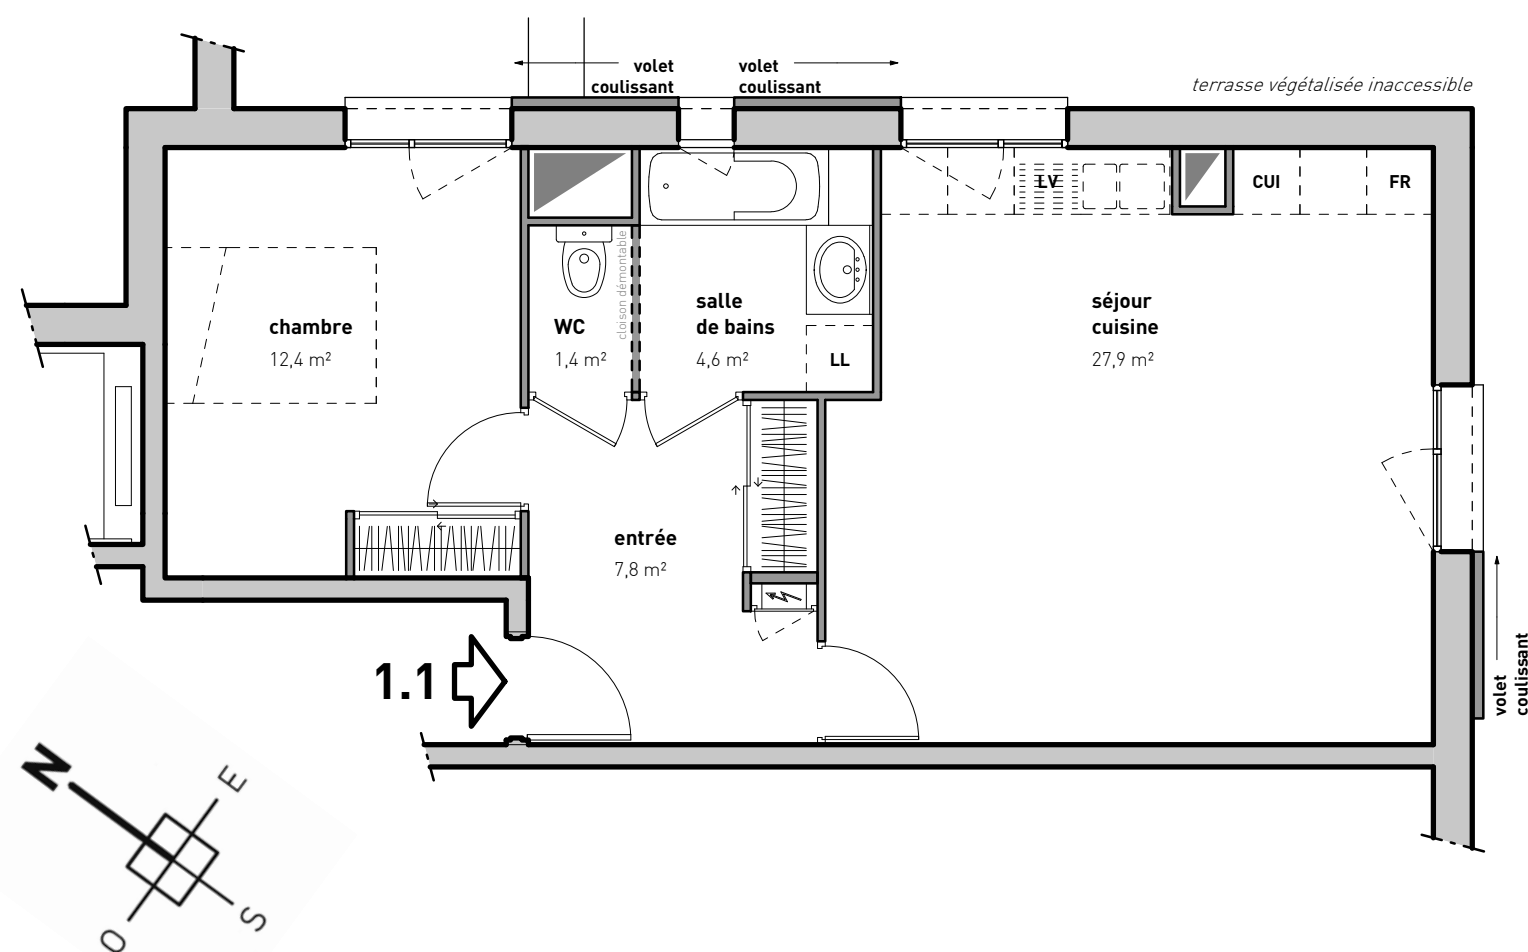 volet
coulissant
volet
coulissant
terrasse végétalisée inaccessible
LV
CUI
FR
cloison démontable
chambre
12,4 m²
WC
1,4 m²
salle
de bains
4,6 m²
LL
séjour
cuisine
27,9 m²
entrée
7,8 m²
1.1
volet
coulissant
N
E
S
O